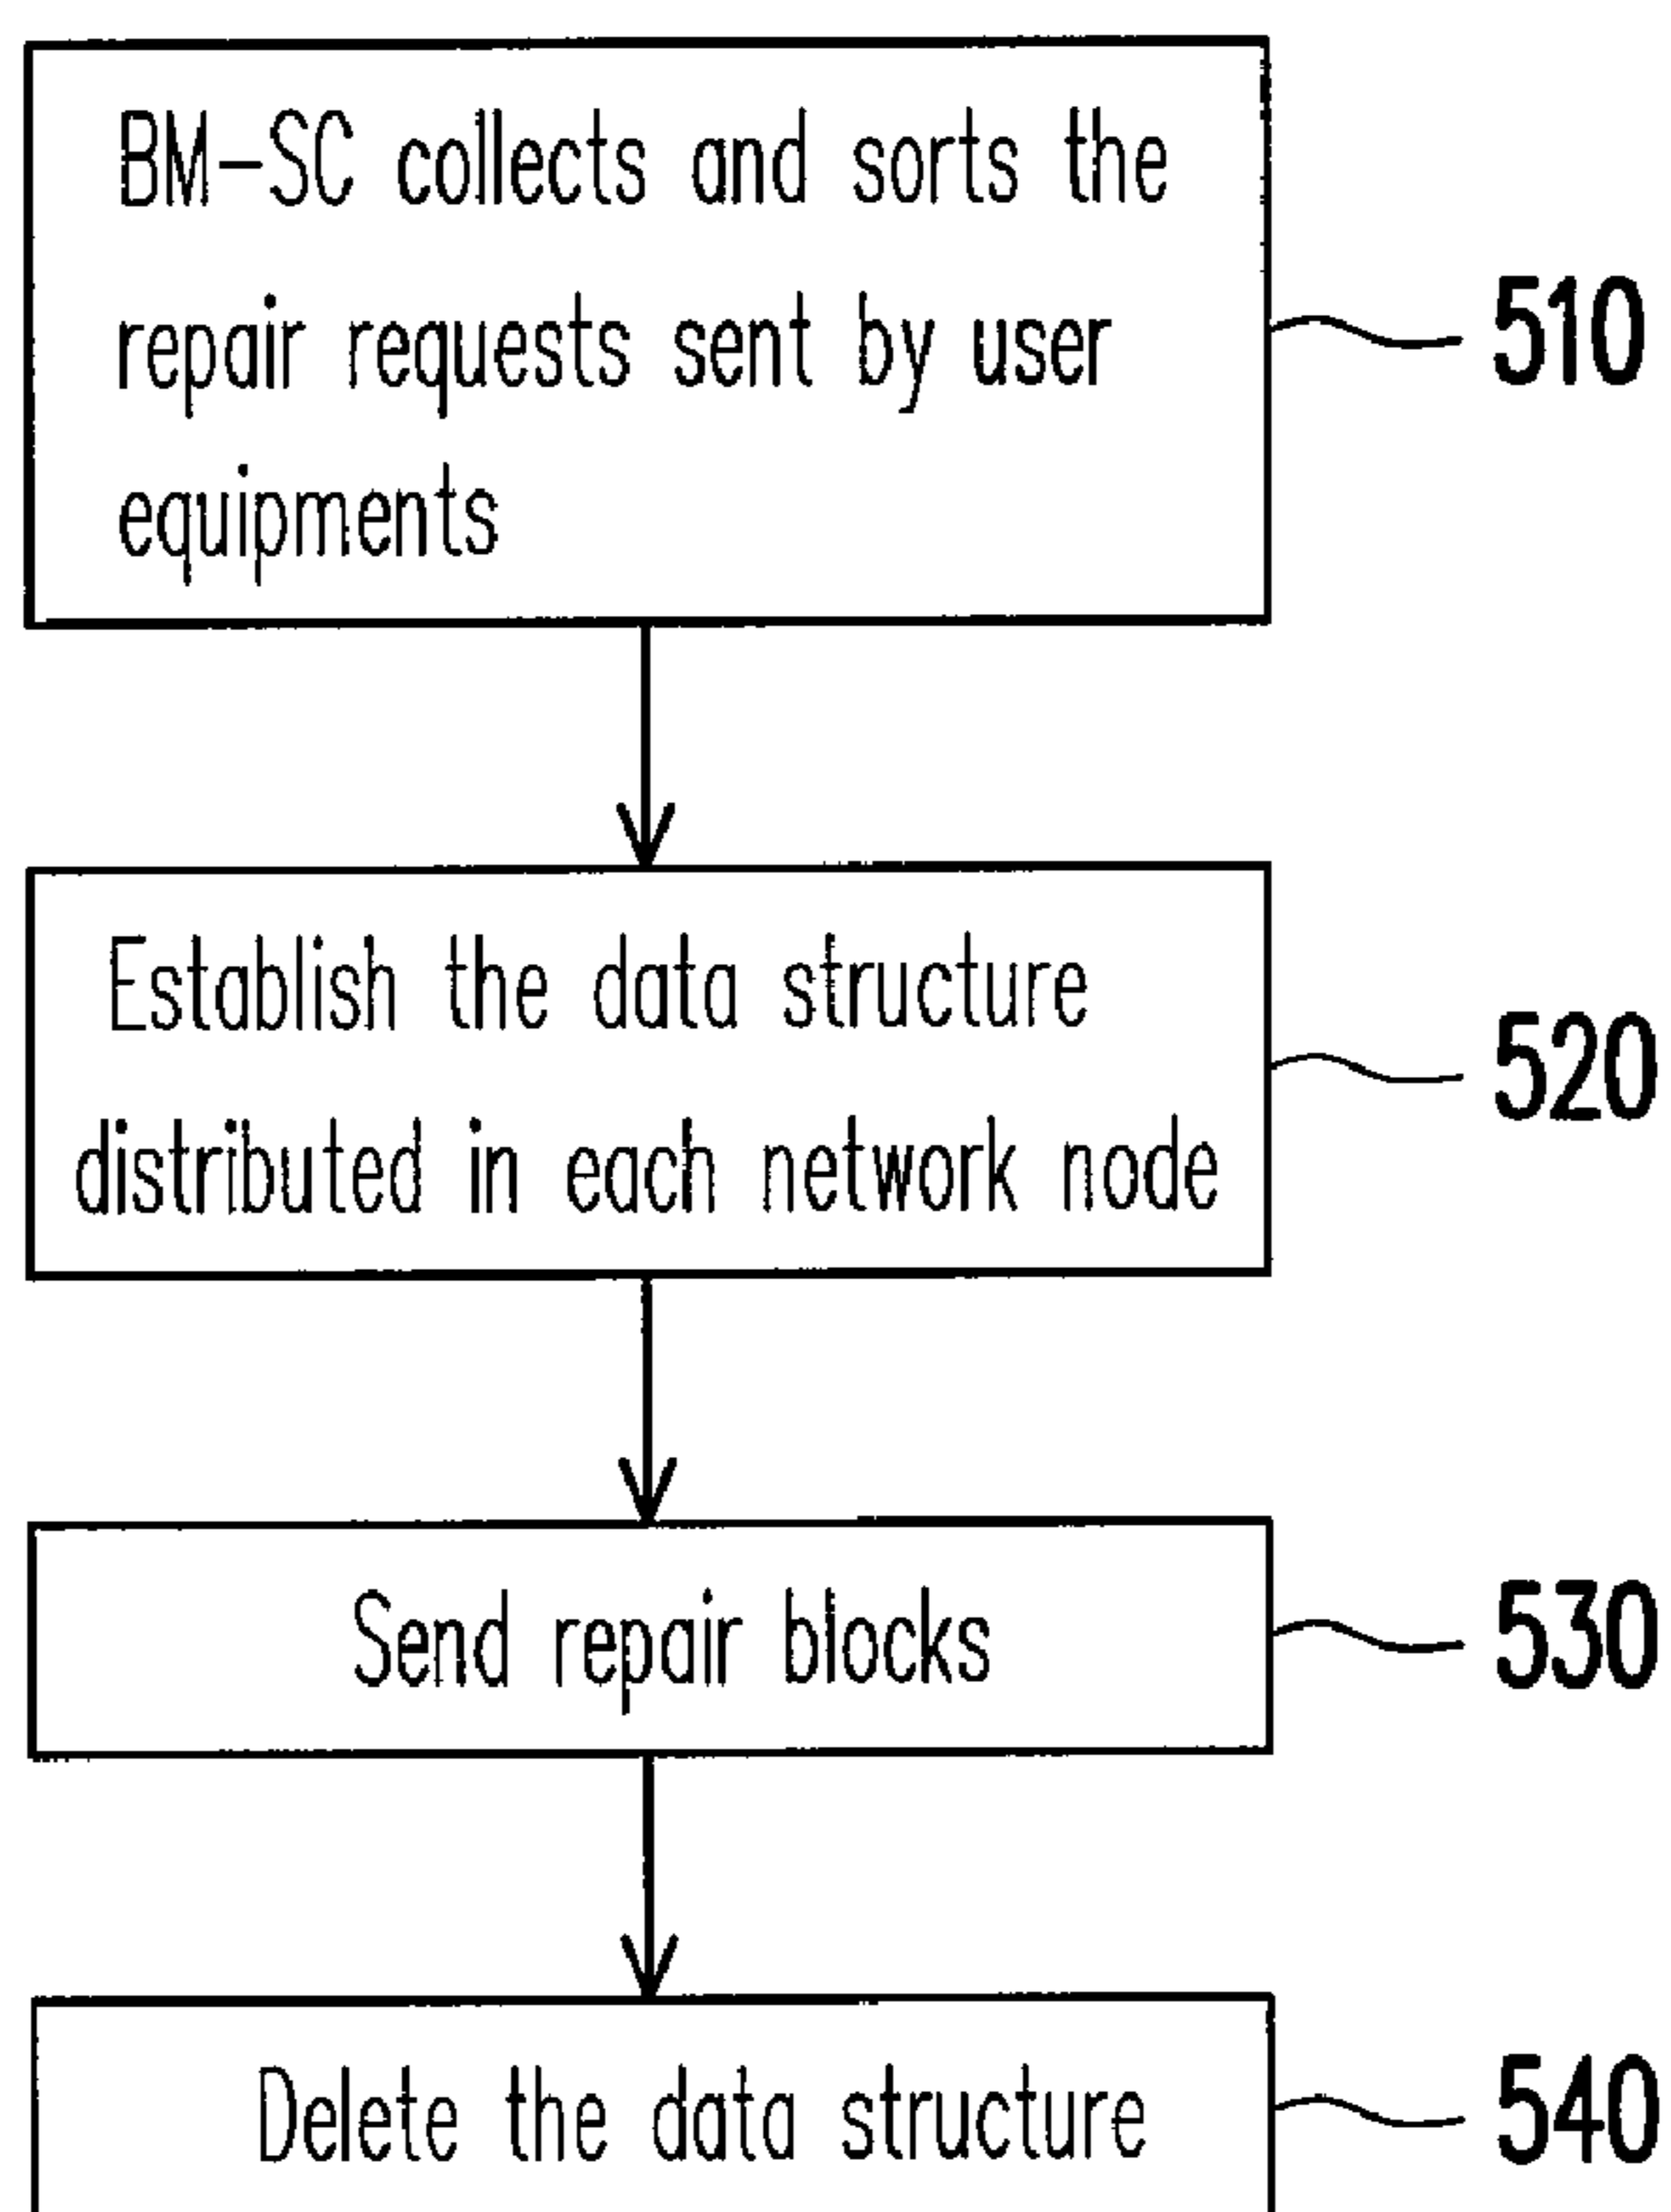 BM-SC collects and sorts the
repair requests sent by user
equipments
510
Establish the data structure
distributed in each network node
520
Send repair blocks
530
Delete the data structure
540